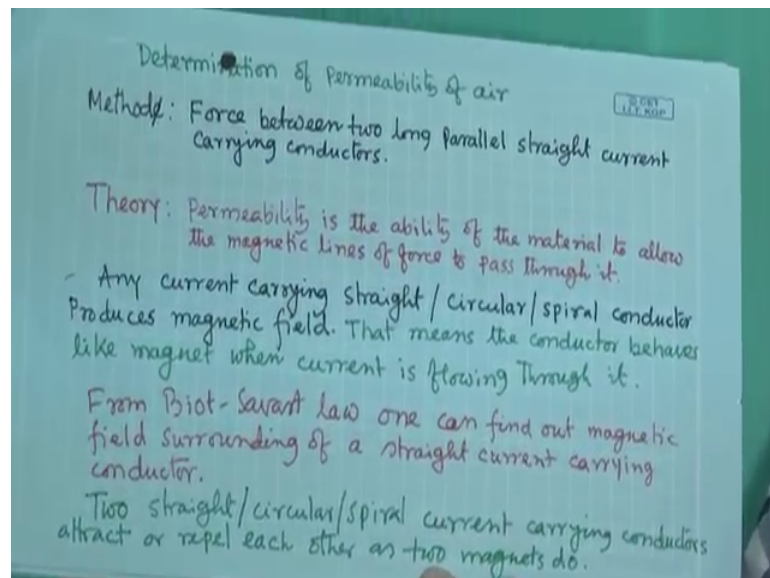 Determination of Permeability of air
Method: Force between two long parallel straight current
Carrying conductors.
Theory: Permeability is the ability of the material to allow
the magnetic lines of force to pass through it.
- Any current carrying straight/circular/spiral conductor
Produces magnetic field. That means the conductor behaves
like magnet when current is flowing Through it.
From Biot-Savart law one can find out magnetic
field surrounding of a straight current carrying
conductor.
Two straight/circular/spiral current carrying conductors
attract or repel each other as two magnets do.